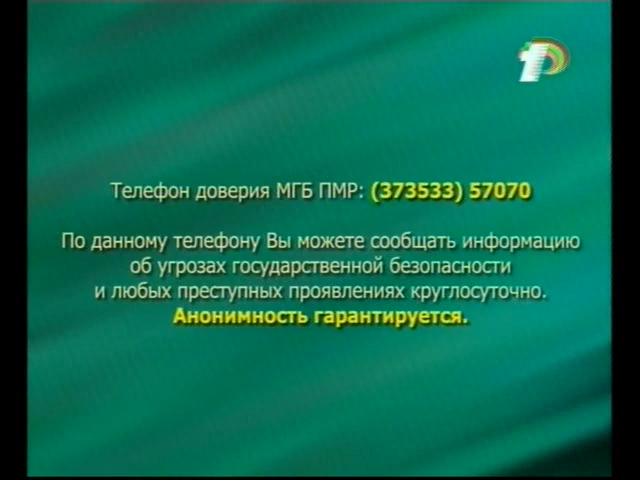 Телефон доверия МГБ ПМР: (373533) 57070
По данному телефону Вы можете сообщать информацию
об угрозах государственной безопасности
и любых преступных проявлениях круглосуточно.
Анонимность гарантируется.